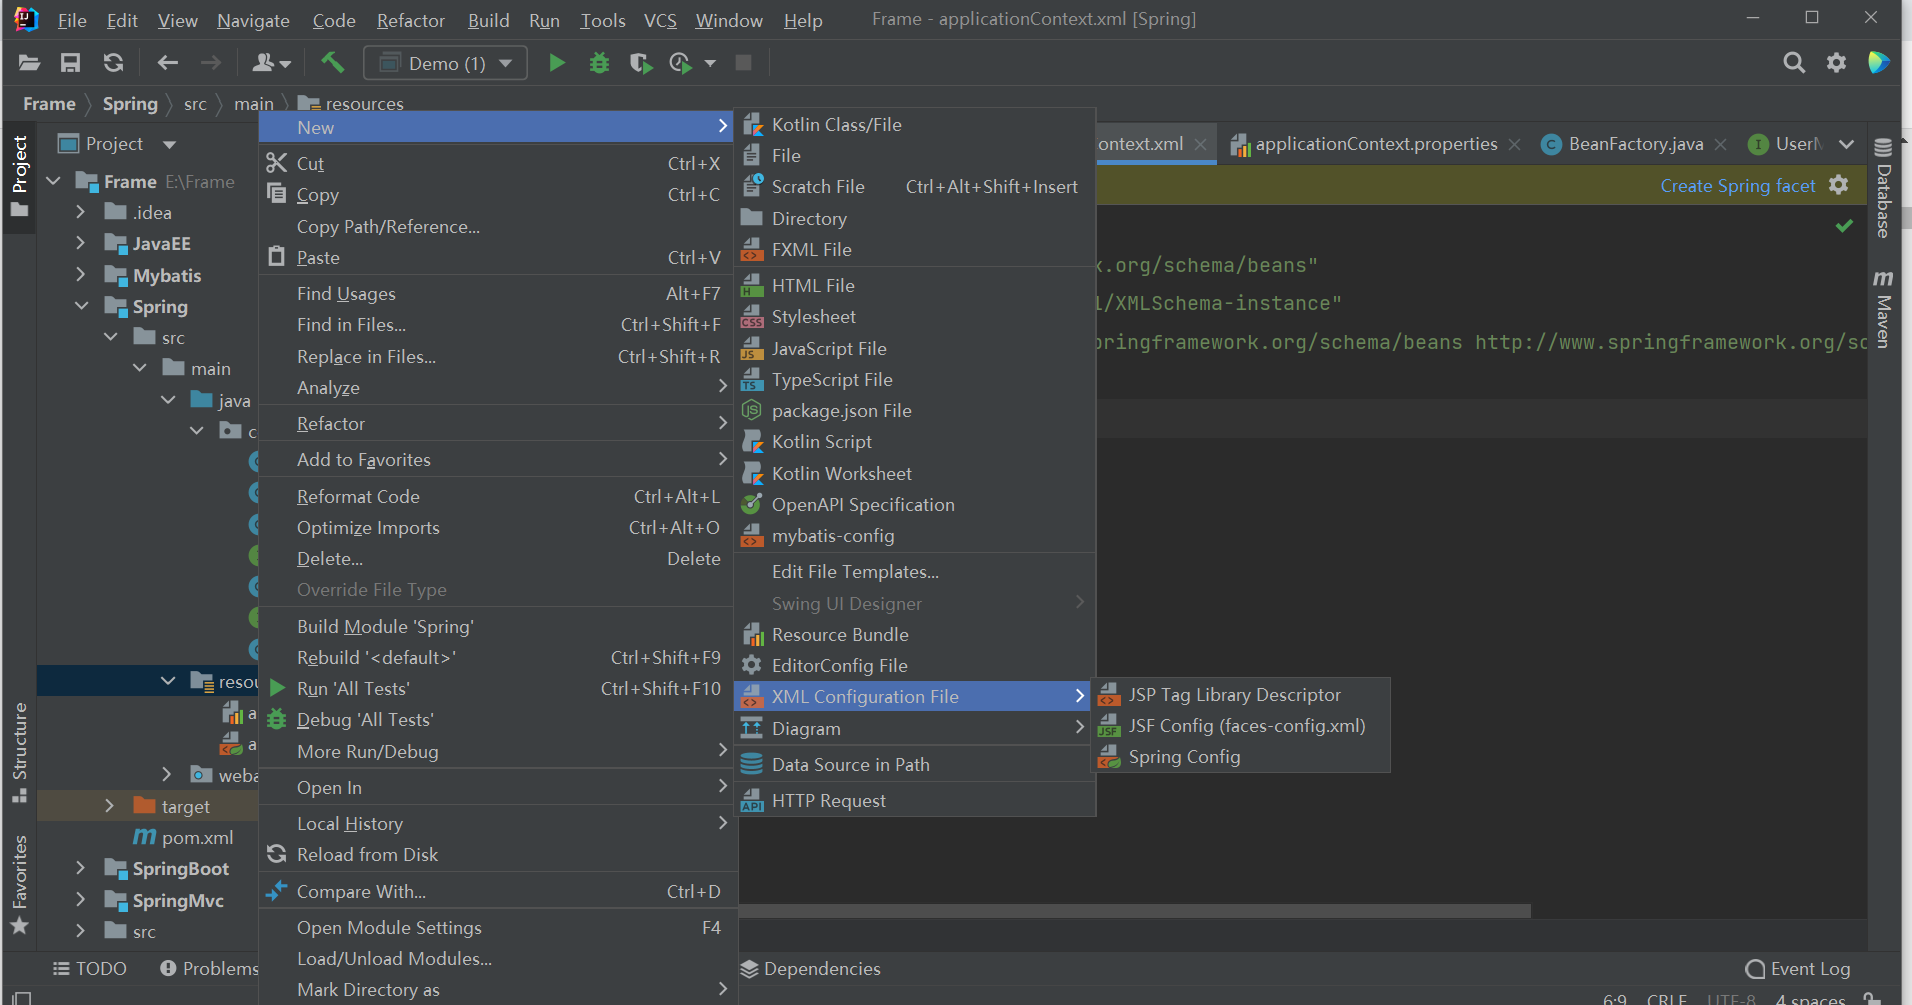 File Edit View Navigate Code Refactor Build Run Tools VCS Window Help Frame - applicationContext.xml [Spring]
Demo (1)
Frame Spring src main resources
Project
Project
Frame E:\Frame
.idea
JavaEE
Mybatis
Spring
src
main
java
c
resou
a
a
weba
target
pom.xml
SpringBoot
SpringMvc
src
Structure
Favorites
New
Cut Ctrl+X
Copy Ctrl+C
Copy Path/Reference...
Paste Ctrl+V
Find Usages Alt+F7
Find in Files... Ctrl+Shift+F
Replace in Files... Ctrl+Shift+R
Analyze
Refactor
Add to Favorites
Reformat Code Ctrl+Alt+L
Optimize Imports Ctrl+Alt+O
Delete... Delete
Override File Type
Build Module 'Spring'
Rebuild '<default>' Ctrl+Shift+F9
Run 'All Tests' Ctrl+Shift+F10
Debug 'All Tests'
More Run/Debug
Open In
Local History
Reload from Disk
Compare With... Ctrl+D
Open Module Settings F4
Load/Unload Modules...
Mark Directory as
Kotlin Class/File
File
Scratch File Ctrl+Alt+Shift+Insert
Directory
FXML File
HTML File
Stylesheet
JavaScript File
TypeScript File
package.json File
Kotlin Script
Kotlin Worksheet
OpenAPI Specification
mybatis-config
Edit File Templates...
Swing UI Designer
Resource Bundle
EditorConfig File
XML Configuration File
Diagram
Data Source in Path
HTTP Request
JSP Tag Library Descriptor
JSF Config (faces-config.xml)
Spring Config
ontext.xml applicationContext.properties BeanFactory.java UserM
Create Spring facet
.org/schema/beans"
/XMLSchema-instance"
pringframework.org/schema/beans http://www.springframework.org/sc
Database
Maven
TODO Problems Dependencies Event Log
6:9 CRLF UTF-8 4 spaces